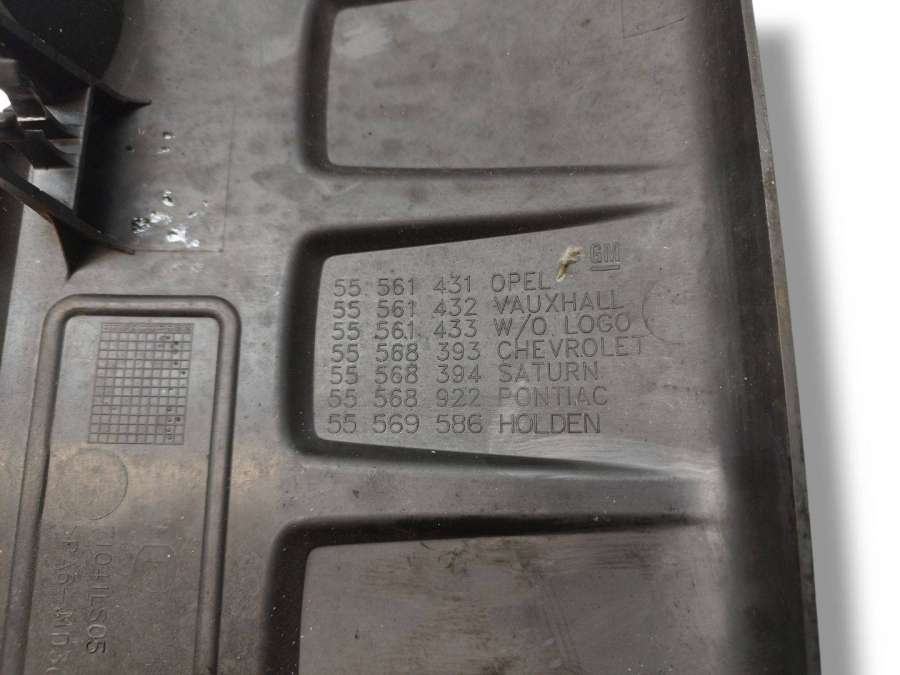 GM
55 561 431 OPEL
55 561 432 VAUXHALL
55 561 433 W/O LOGO
55 568 393 CHEVROLET
55 568 394 SATURN
55 568 922 PONTIAC
55 569 586 HOLDEN